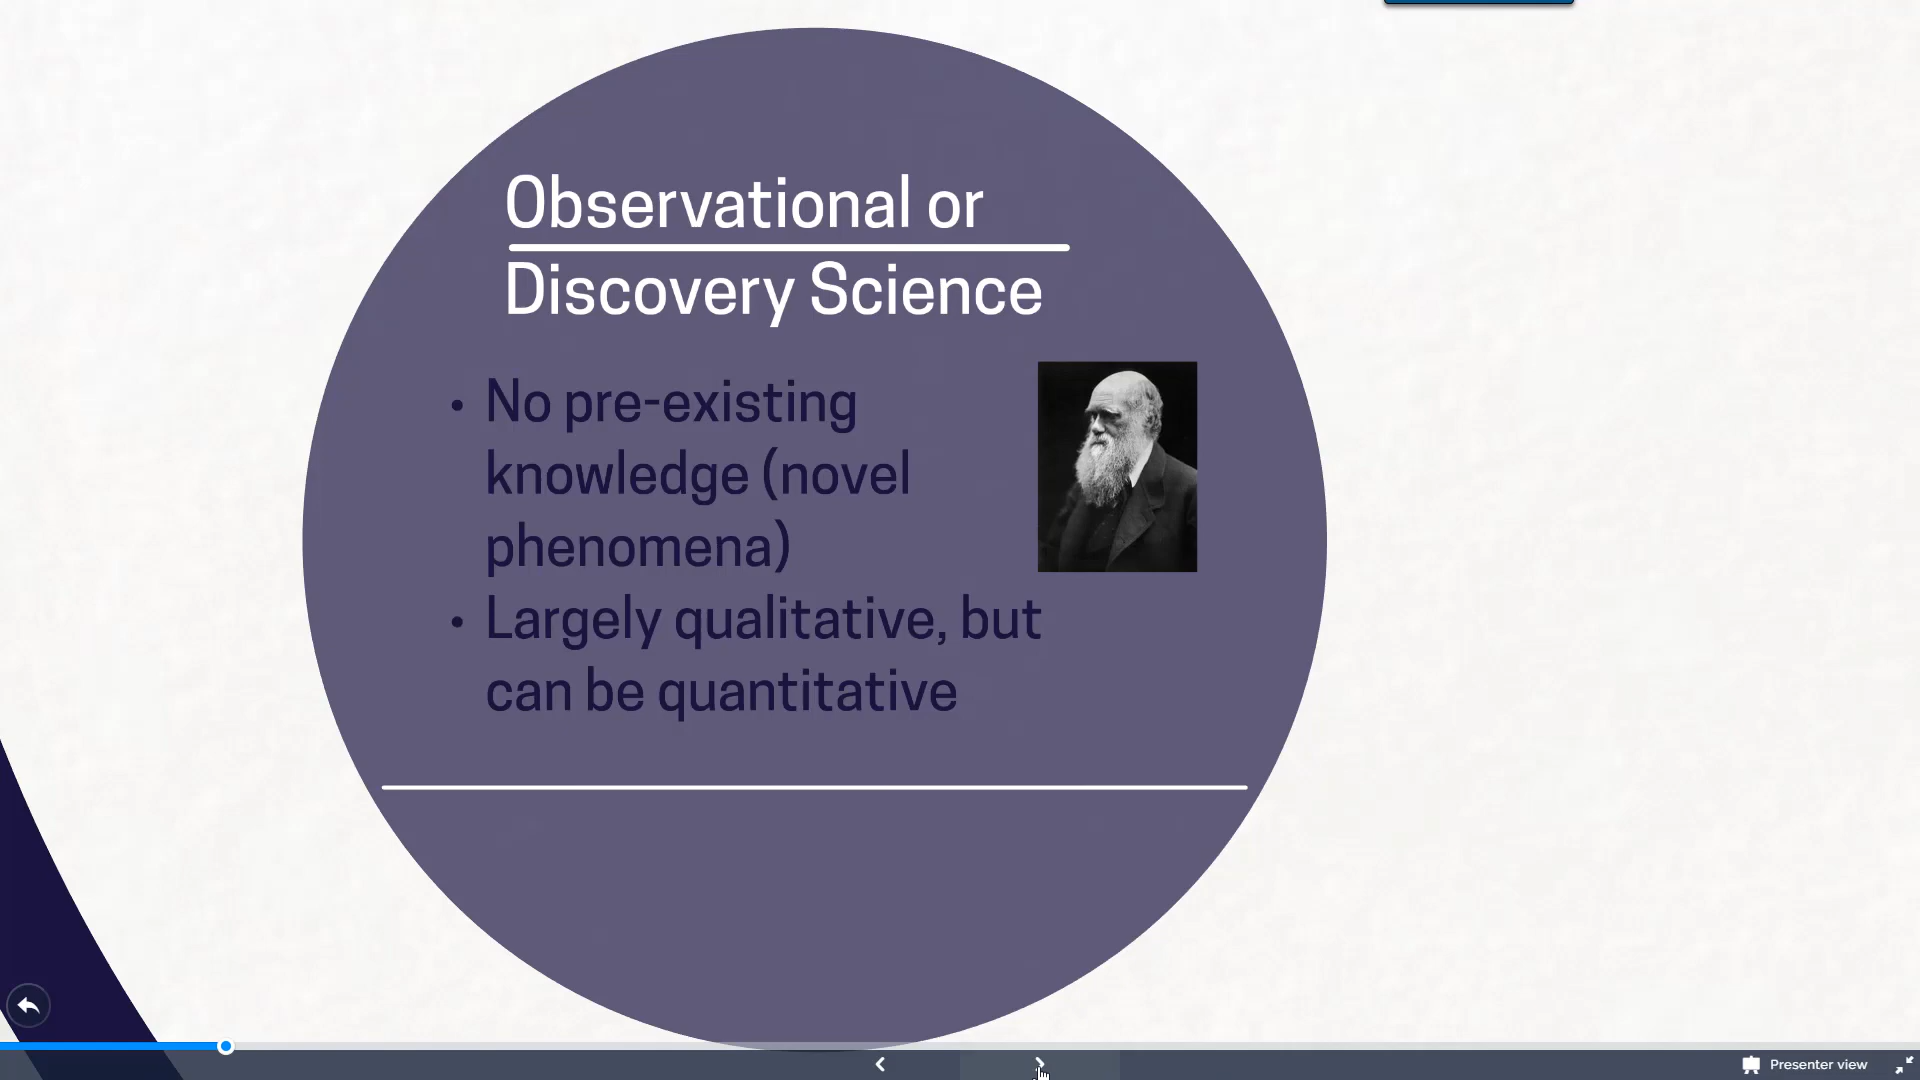 Observational or
Discovery Science
• No pre-existing
knowledge (novel
phenomena)
• Largely qualitative, but
can be quantitative
Presenter view